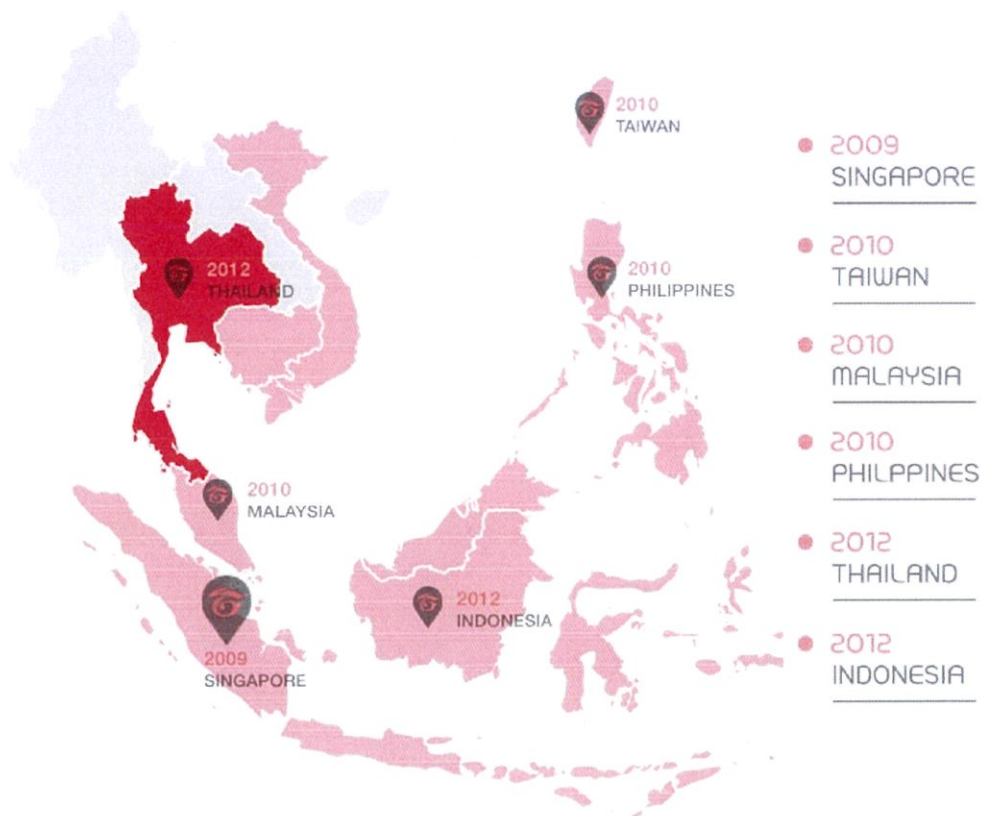 2010
TAIWAN
2012
THAILAND
2010
PHILIPPINES
2010
MALAYSIA
2012
INDONESIA
2009
SINGAPORE
2009
SINGAPORE
2010
TAIWAN
2010
MALAYSIA
2010
PHILPPINES
2012
THAILAND
2012
INDONESIA